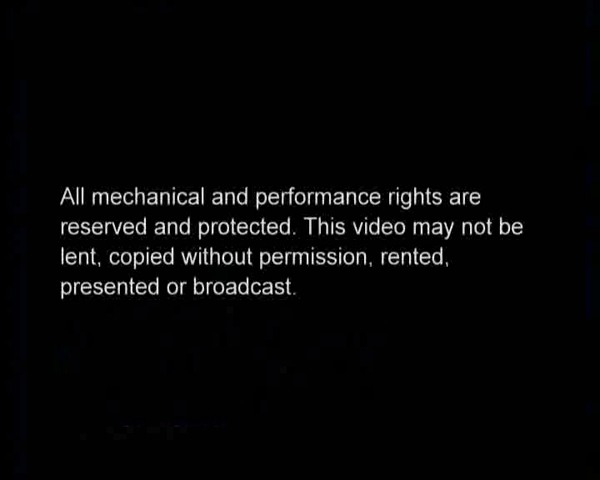 All mechanical and performance rights are
reserved and protected. This video may not be
lent, copied without permission, rented,
presented or broadcast.